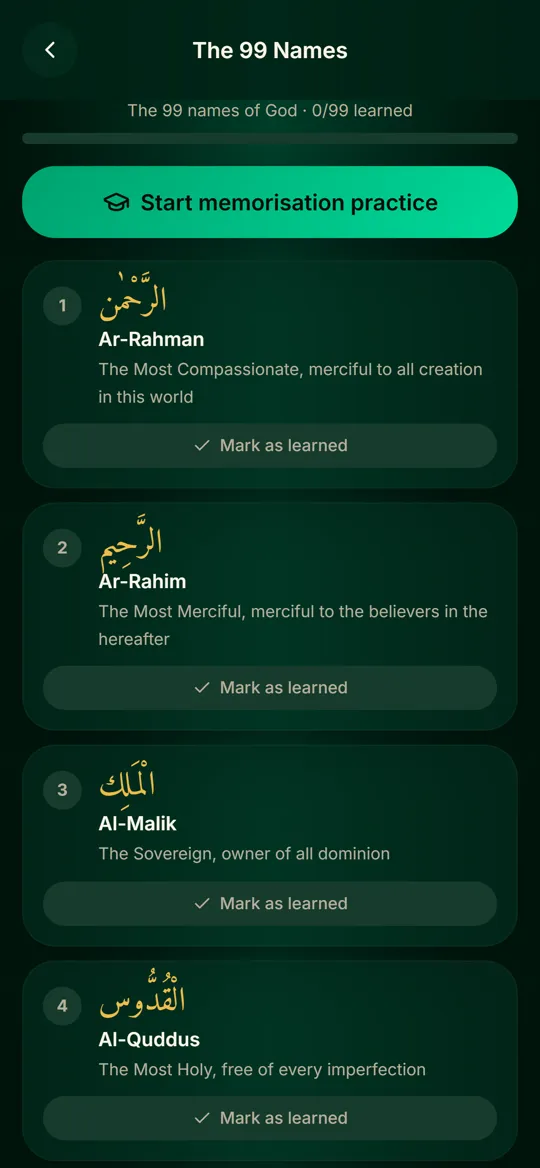 The 99 Names
The 99 names of God · 0/99 learned
Start memorisation practice
1
الرَّحْمَٰن
Ar-Rahman
The Most Compassionate, merciful to all creation
in this world
Mark as learned
2
الرَّحِيم
Ar-Rahim
The Most Merciful, merciful to the believers in the
hereafter
Mark as learned
3
الْمَلِك
Al-Malik
The Sovereign, owner of all dominion
Mark as learned
4
الْقُدُّوس
Al-Quddus
The Most Holy, free of every imperfection
Mark as learned